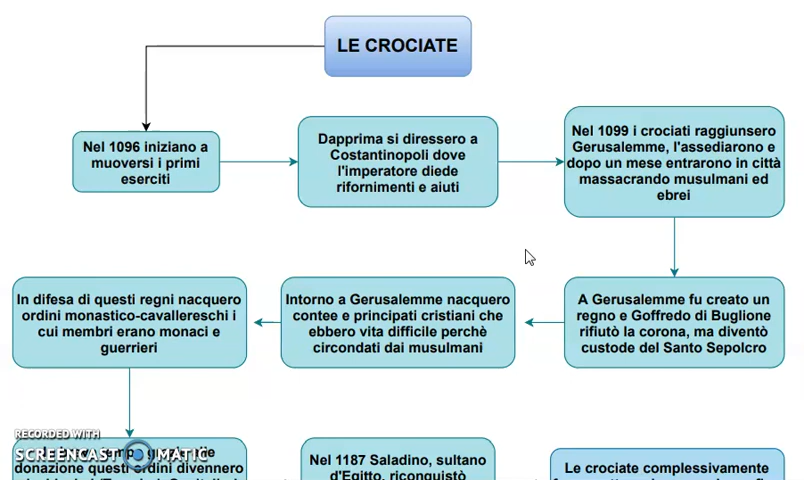 LE CROCIATE
Nel 1096 iniziano a
muoversi i primi
eserciti
Dapprima si diressero a
Costantinopoli dove
l'imperatore diede
rifornimenti e aiuti
Nel 1099 i crociati raggiunsero
Gerusalemme, l'assediarono e
dopo un mese entrarono in città
massacrando musulmani ed
ebrei
A Gerusalemme fu creato un
regno e Goffredo di Buglione
rifiutò la corona, ma diventò
custode del Santo Sepolcro
Intorno a Gerusalemme nacquero
contee e principati cristiani che
ebbero vita difficile perchè
circondati dai musulmani
In difesa di questi regni nacquero
ordini monastico-cavallereschi i
cui membri erano monaci e
guerrieri
RECORDED WITH
SCREENCAST MATIC
donazione questi ordini divennero
Nel 1187 Saladino, sultano
d'Egitto, riconquistò
Le crociate complessivamente